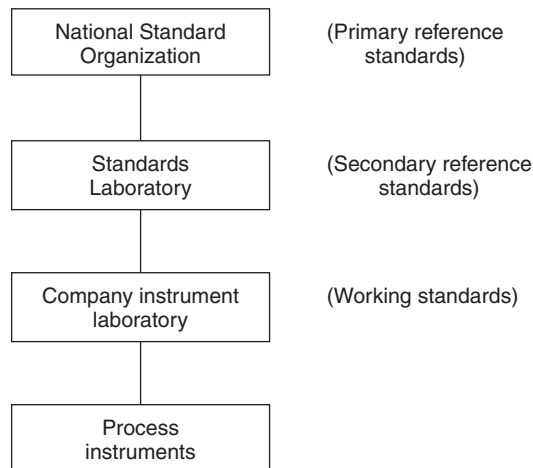 National Standard
Organization
(Primary reference
standards)
Standards
Laboratory
(Secondary reference
standards)
Company instrument
laboratory
(Working standards)
Process
instruments